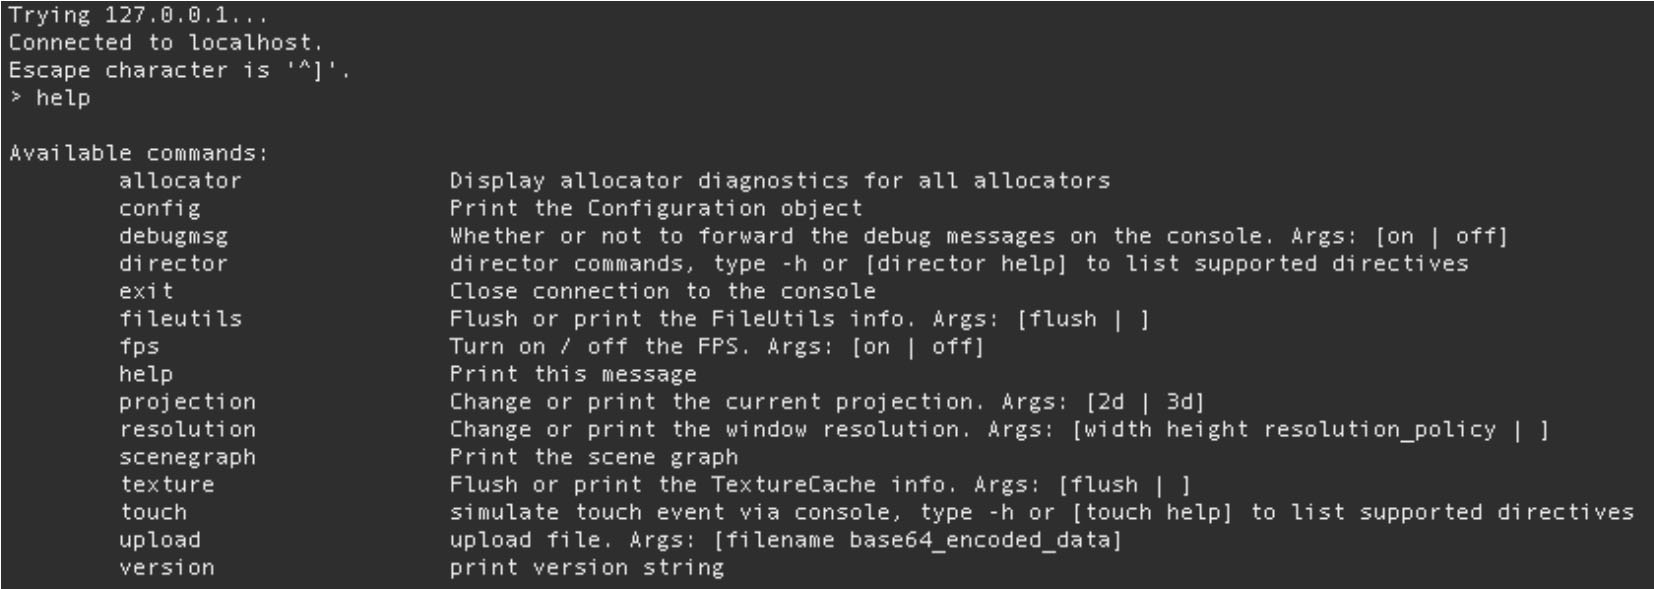 Trying 127.0.0.1...
Connected to localhost.
Escape character is '^]'.
> help
Available commands:
allocator Display allocator diagnostics for all allocators
config Print the Configuration object
debugmsg Whether or not to forward the debug messages on the console. Args: [on | off]
director director commands, type -h or [director help] to list supported directives
exit Close connection to the console
fileutils Flush or print the FileUtils info. Args: [flush | ]
fps Turn on / off the FPS. Args: [on | off]
help Print this message
projection Change or print the current projection. Args: [2d | 3d]
resolution Change or print the window resolution. Args: [width height resolution_policy | ]
scenegraph Print the scene graph
texture Flush or print the TextureCache info. Args: [flush | ]
touch simulate touch event via console, type -h or [touch help] to list supported directives
upload upload file. Args: [filename base64_encoded_data]
version print version string